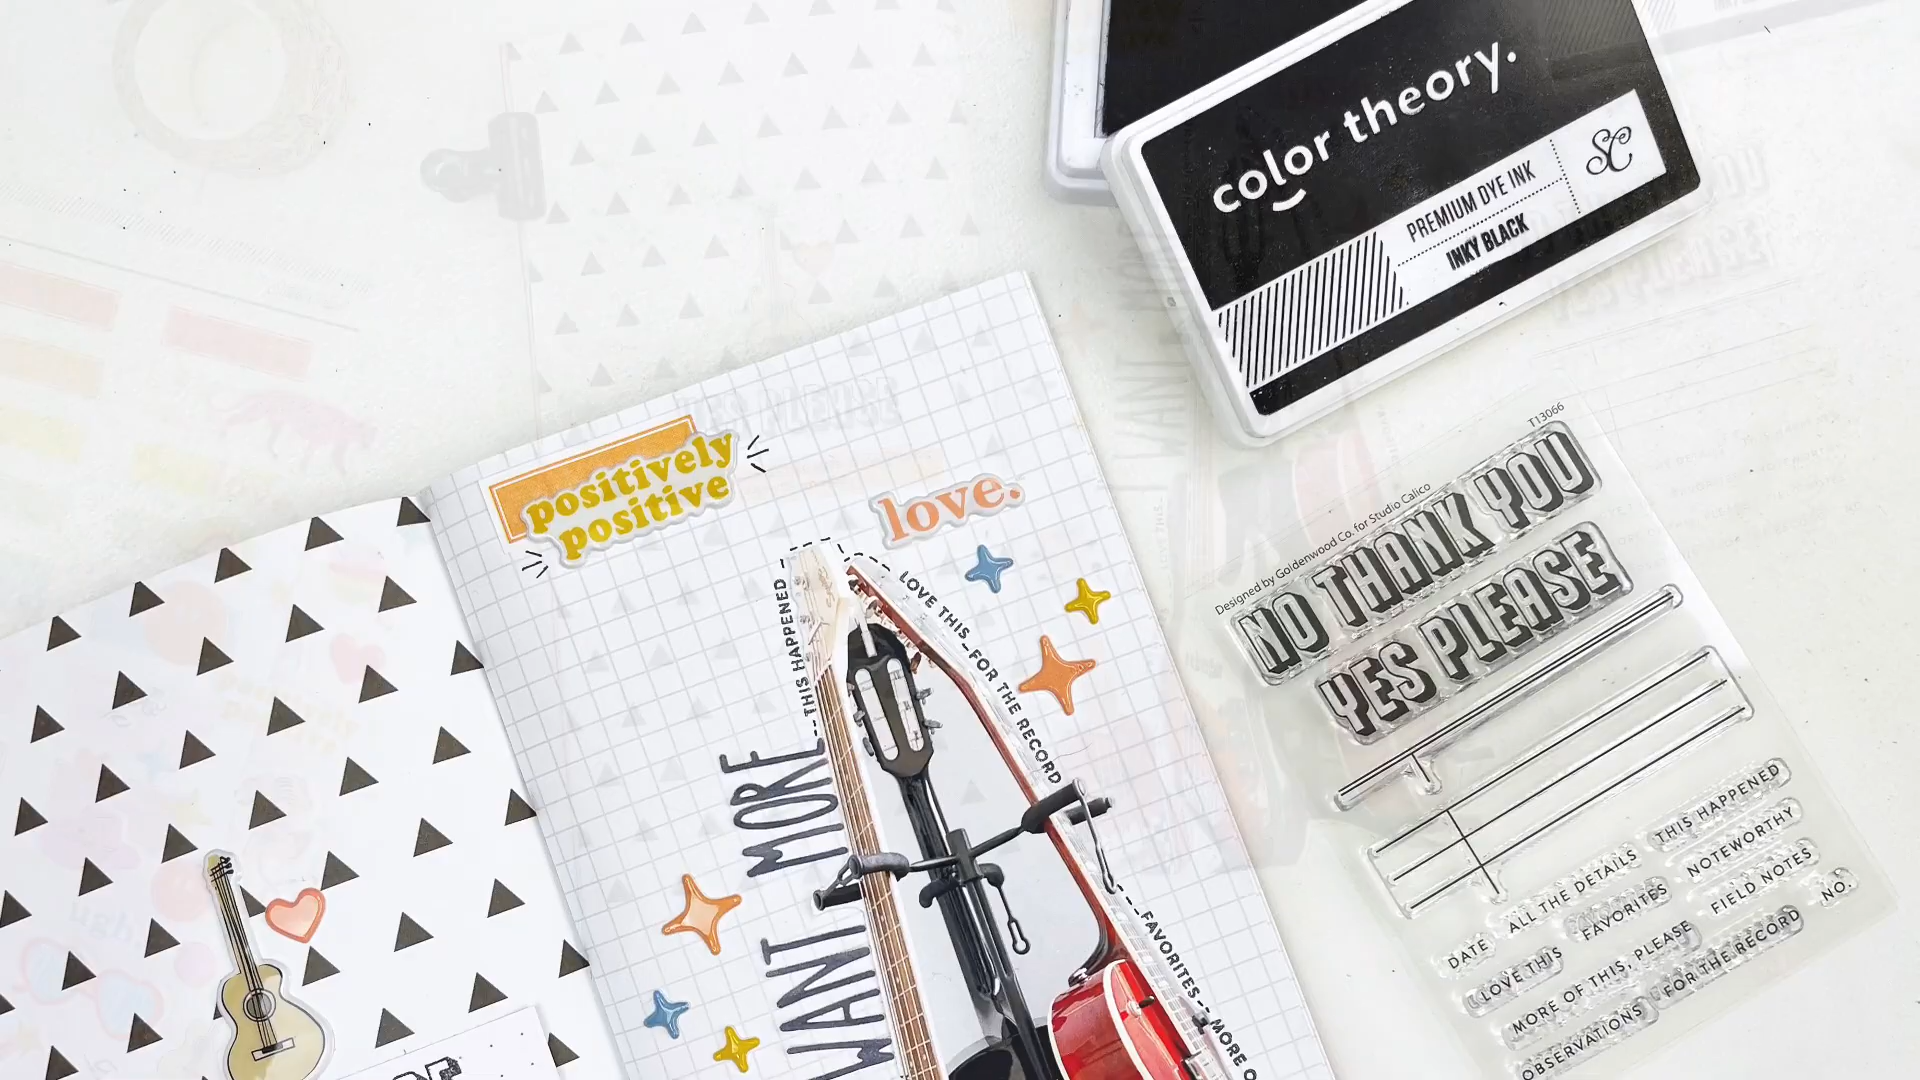 color theory.
PREMIUM DYE INK
INKY BLACK
SC
positively
positive
love.
THIS HAPPENED
LOVE THIS
FOR THE RECORD
FAVORITES
MORE
WANT MORE
T13066
Designed by Goldenwood Co. for Studio Calico
NO THANK YOU
YES PLEASE
THIS HAPPENED
ALL THE DETAILS
NOTEWORTHY
DATE
FAVORITES
FIELD NOTES
LOVE THIS
MORE OF THIS, PLEASE
NO.
OBSERVATIONS
FOR THE RECORD